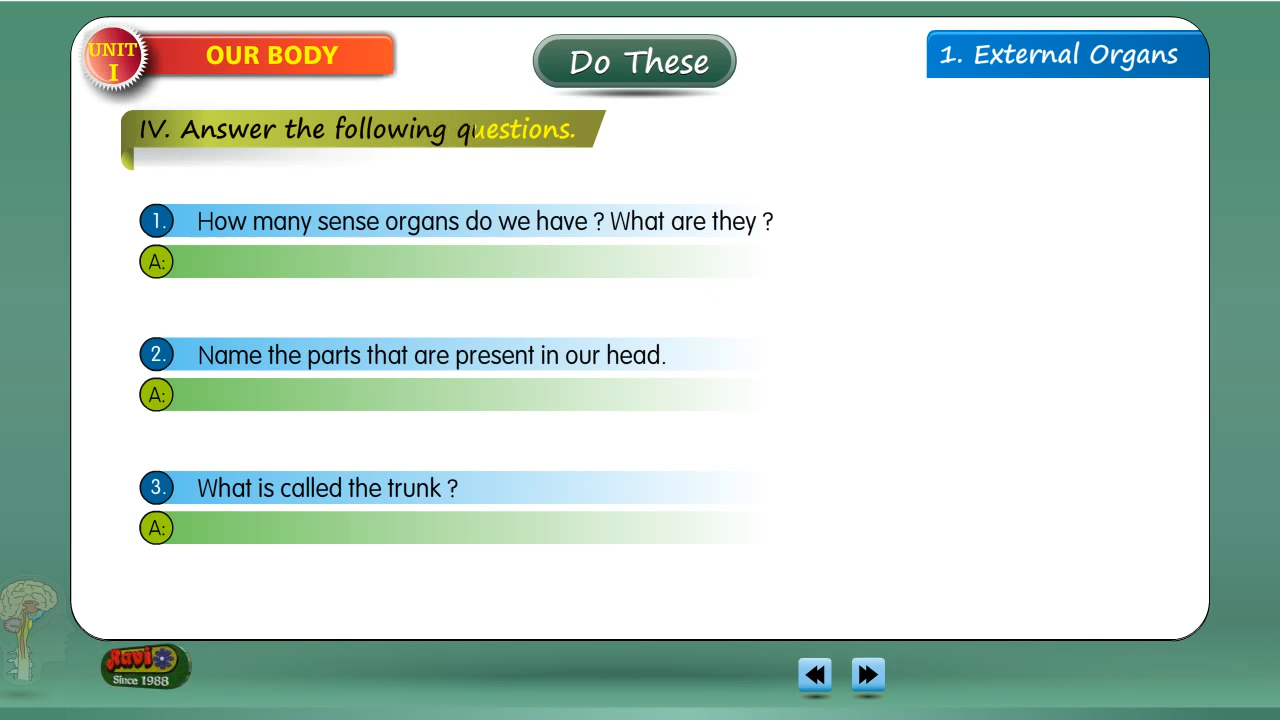 UNIT
I
OUR BODY
Do These
1. External Organs
IV. Answer the following questions.
1. How many sense organs do we have ? What are they ?
A:
2. Name the parts that are present in our head.
A:
3. What is called the trunk ?
A:
Ravi
Since 1988